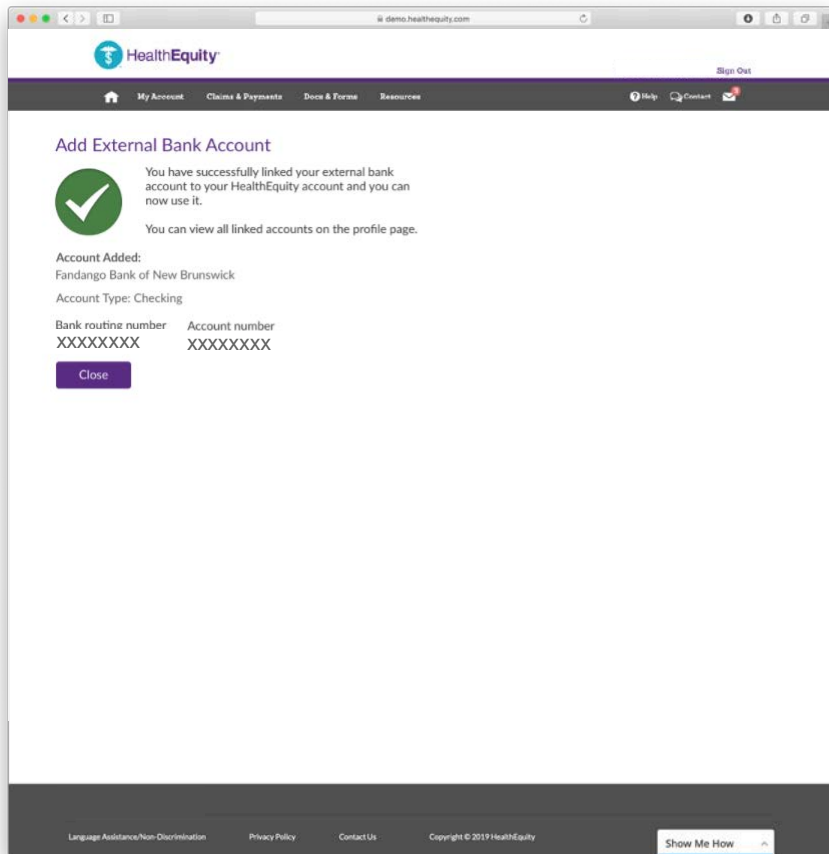 demo.healthequity.com
HealthEquity
Sign Out
My Account Claims & Payments Docs & Forms Resources
Help Contact
Add External Bank Account
You have successfully linked your external bank
account to your HealthEquity account and you can
now use it.
You can view all linked accounts on the profile page.
Account Added:
Fandango Bank of New Brunswick
Account Type: Checking
Bank routing number Account number
XXXXXXXX XXXXXXXX
Close
Language Assistance/Non-Discrimination Privacy Policy Contact Us Copyright © 2019 HealthEquity
Show Me How